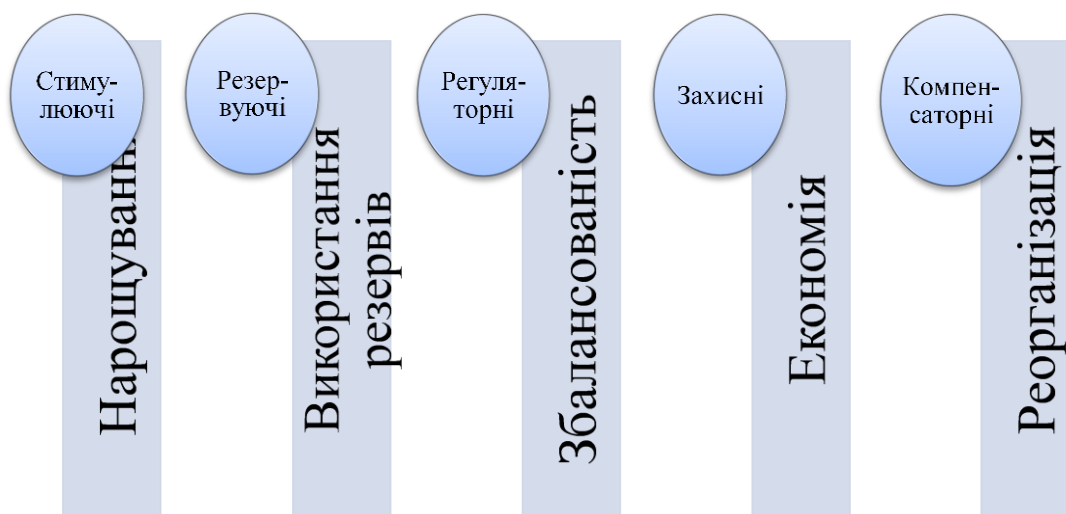 Стиму-
люючі
Нарощування
Резер-
вуючі
Використання
резервів
Регуля-
торні
Збалансованість
Захисні
Економія
Компен-
саторні
Реорганізація